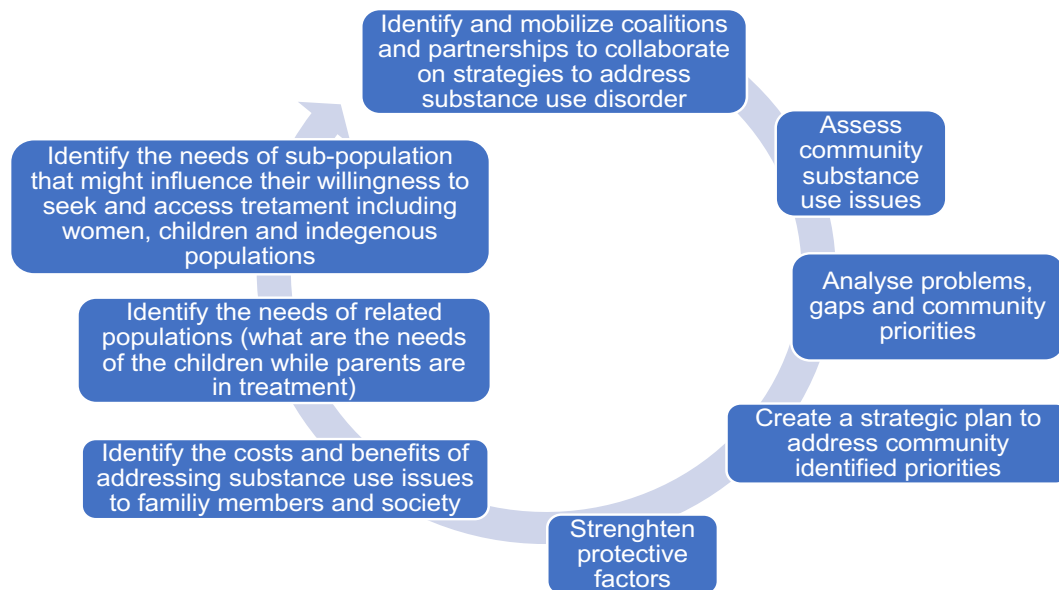 Identify and mobilize coalitions
and partnerships to collaborate
on strategies to address
substance use disorder
Assess
community
substance
use issues
Analyse problems,
gaps and community
priorities
Create a strategic plan to
address community
identified priorities
Strenghten
protective
factors
Identify the costs and benefits of
addressing substance use issues
to familiy members and society
Identify the needs of related
populations (what are the needs
of the children while parents are
in treatment)
Identify the needs of sub-population
that might influence their willingness to
seek and access tretament including
women, children and indegenous
populations